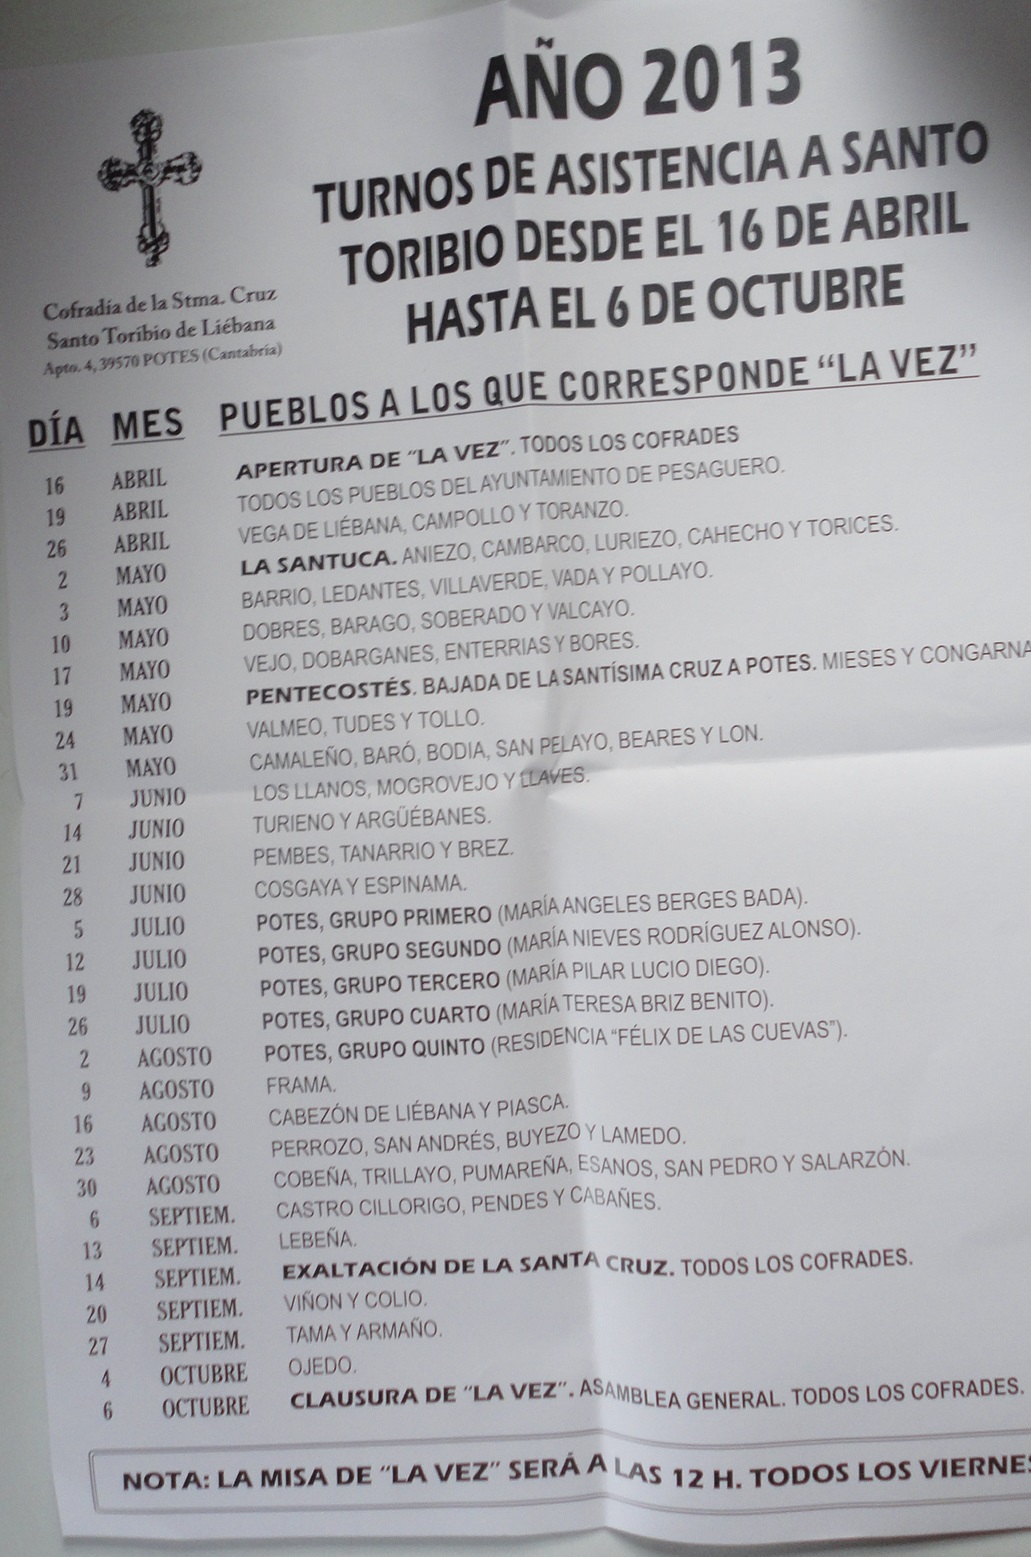 AÑO 2013
TURNOS DE ASISTENCIA A SANTO
TORIBIO DESDE EL 16 DE ABRIL
HASTA EL 6 DE OCTUBRE
Cofradia de la Stma. Cruz
Santo Toribio de Liébana
Apto. 4, 39570 POTES (Cantabria)
DÍA MES PUEBLOS A LOS QUE CORRESPONDE “LA VEZ”
16 ABRIL APERTURA DE “LA VEZ”. TODOS LOS COFRADES
19 ABRIL TODOS LOS PUEBLOS DEL AYUNTAMIENTO DE PESAGUERO.
26 ABRIL VEGA DE LIÉBANA, CAMPOLLO Y TORANZO.
2 MAYO LA SANTUCA. ANIEZO, CAMBARCO, LURIEZO, CAHECHO Y TORICES.
3 MAYO BARRIO, LEDANTES, VILLAVERDE, VADA Y POLLAYO.
10 MAYO DOBRES, BARAGO, SOBERADO Y VALCAYO.
17 MAYO VEJO, DOBARGANES, ENTERRIAS Y BORES.
19 MAYO PENTECOSTÉS. BAJADA DE LA SANTÍSIMA CRUZ A POTES. MIESES Y CONGARNA
24 MAYO VALMEO, TUDES Y TOLLO.
31 MAYO CAMALEÑO, BARÓ, BODIA, SAN PELAYO, BEARES Y LON.
7 JUNIO LOS LLANOS, MOGROVEJO Y LLAVES.
14 JUNIO TURIENO Y ARGÜÉBANES.
21 JUNIO PEMBES, TANARRIO Y BREZ.
28 JUNIO COSGAYA Y ESPINAMA.
5 JULIO POTES, GRUPO PRIMERO (MARÍA ANGELES BERGES BADA).
12 JULIO POTES, GRUPO SEGUNDO (MARÍA NIEVES RODRÍGUEZ ALONSO).
19 JULIO POTES, GRUPO TERCERO (MARÍA PILAR LUCIO DIEGO).
26 JULIO POTES, GRUPO CUARTO (MARÍA TERESA BRIZ BENITO).
2 AGOSTO POTES, GRUPO QUINTO (RESIDENCIA “FÉLIX DE LAS CUEVAS”).
9 AGOSTO FRAMA.
16 AGOSTO CABEZÓN DE LIÉBANA Y PIASCA.
23 AGOSTO PERROZO, SAN ANDRÉS, BUYEZO Y LAMEDO.
30 AGOSTO COBEÑA, TRILLAYO, PUMAREÑA, ESANOS, SAN PEDRO Y SALARZÓN.
6 SEPTIEM. CASTRO CILLORIGO, PENDES Y CABAÑES.
13 SEPTIEM. LEBEÑA.
14 SEPTIEM. EXALTACIÓN DE LA SANTA CRUZ. TODOS LOS COFRADES.
20 SEPTIEM. VIÑON Y COLIO.
27 SEPTIEM. TAMA Y ARMAÑO.
4 OCTUBRE OJEDO.
6 OCTUBRE CLAUSURA DE “LA VEZ”. ASAMBLEA GENERAL. TODOS LOS COFRADES.
NOTA: LA MISA DE “LA VEZ” SERÁ A LAS 12 H. TODOS LOS VIERNES